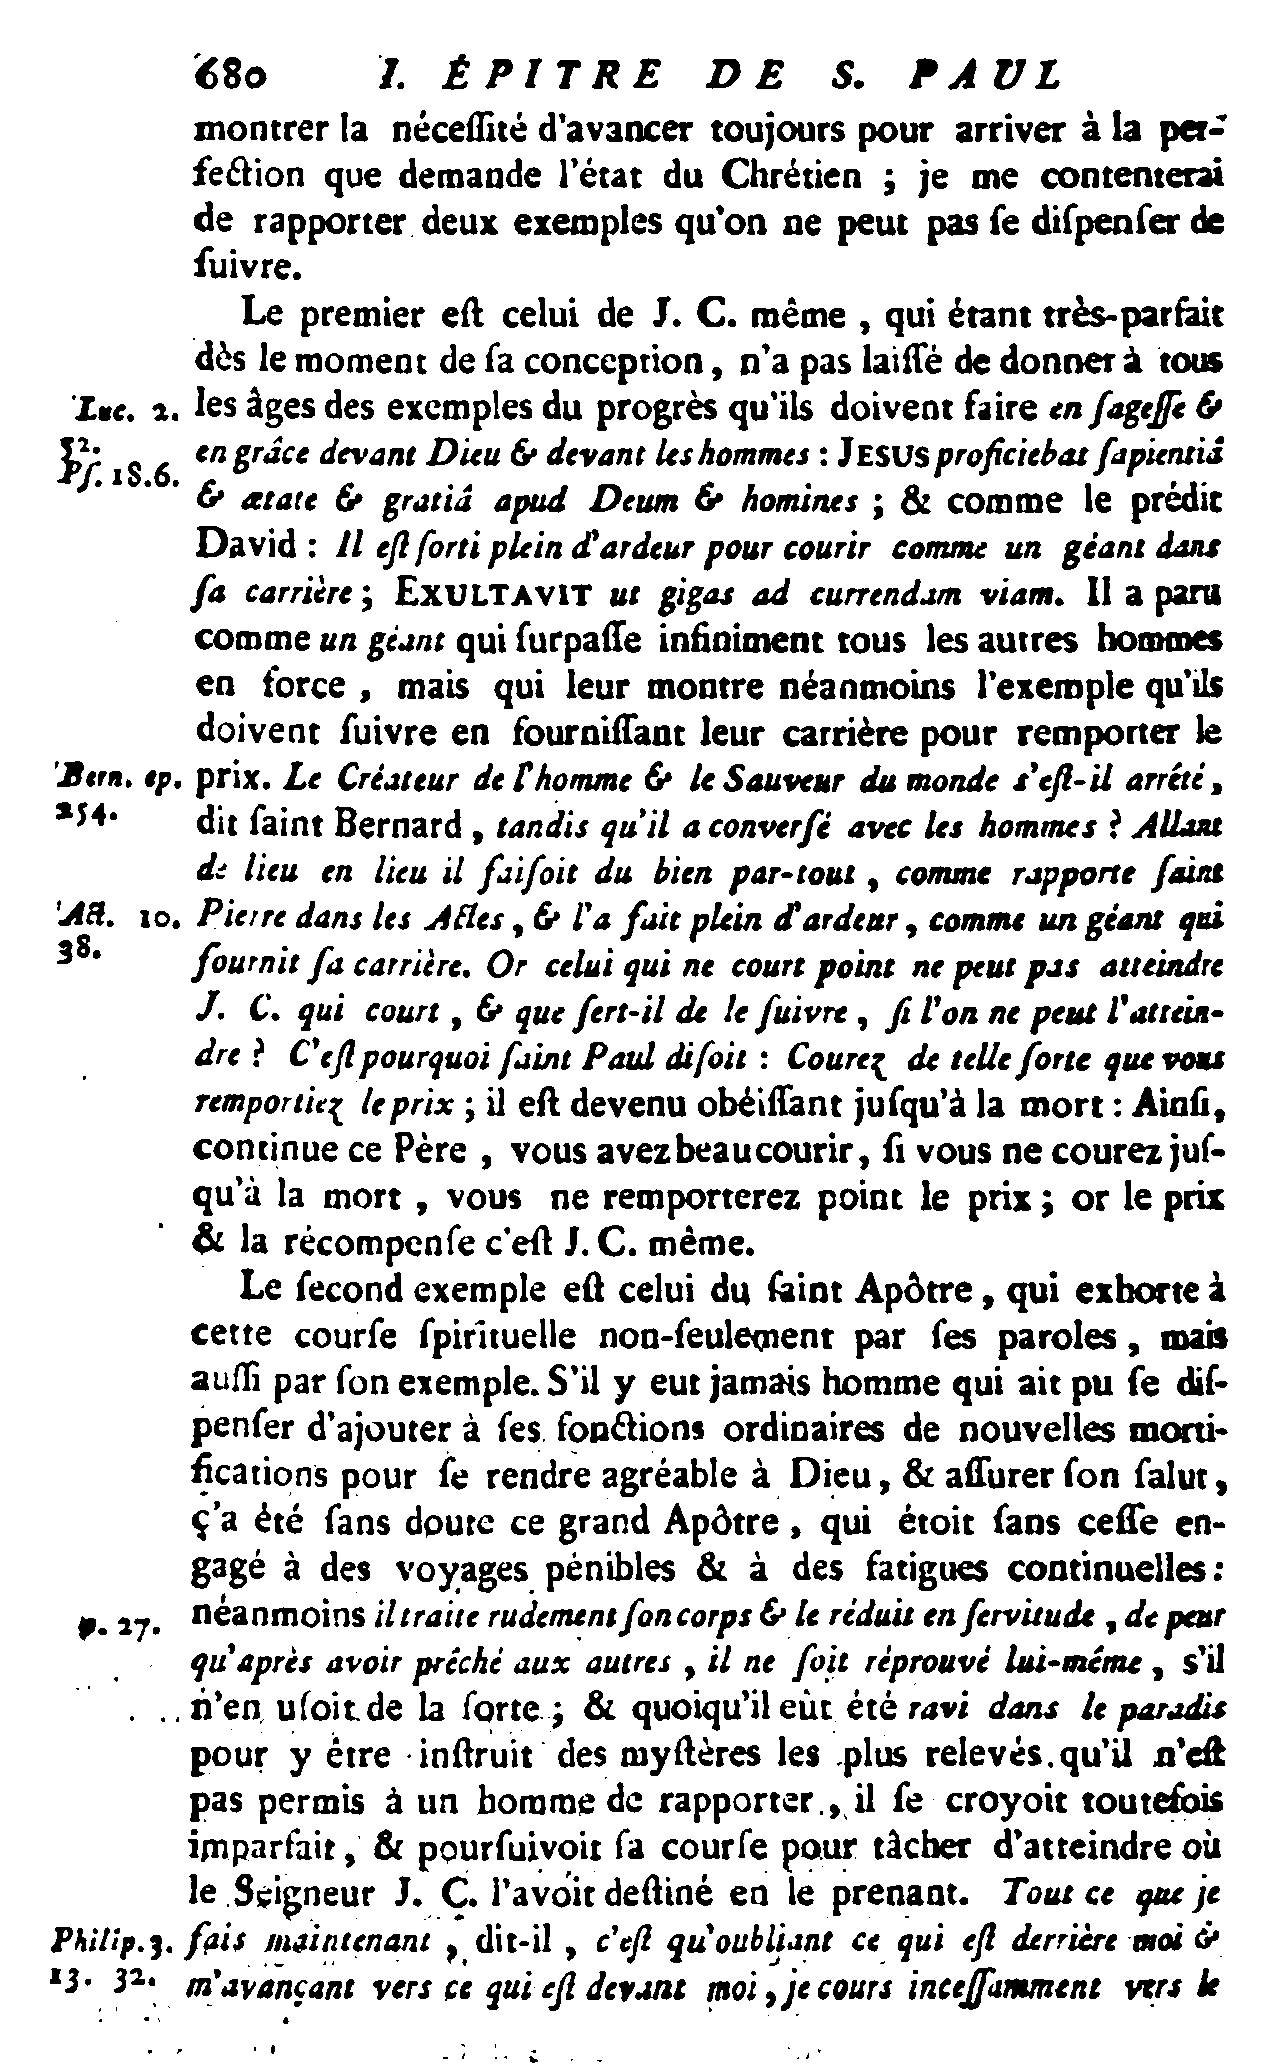 680 I. ÉPITRE DE S. PAUL
montrer la nécessité d'avancer toujours pour arriver à la per-
fection que demande l'état du Chrétien ; je me contenterai
de rapporter deux exemples qu'on ne peut pas se dispenser de
suivre.
Le premier est celui de J. C. même , qui étant très-parfait
dès le moment de sa conception, n'a pas laissé de donner à tous
Luc. 2. les âges des exemples du progrès qu'ils doivent faire en sagesse &
52. en grâce devant Dieu & devant les hommes : JESUS proficiebat sapientiâ
Ps. 18.6. & ætate & gratiâ apud Deum & homines ; & comme le prédit
David : Il est sorti plein d'ardeur pour courir comme un géant dans
sa carrière ; EXULTAVIT ut gigas ad currendam viam. Il a paru
comme un géant qui surpasse infiniment tous les autres hommes
en force , mais qui leur montre néanmoins l'exemple qu'ils
doivent suivre en fournissant leur carrière pour remporter le
Bern. ep. prix. Le Créateur de l'homme & le Sauveur du monde s'est-il arrêté,
254. dit saint Bernard , tandis qu'il a conversé avec les hommes ? Allant
de lieu en lieu il faisoit du bien par-tout , comme rapporte saint
Act. 10. Pierre dans les Actes , & l'a fait plein d'ardeur , comme un géant qui
38. fournit sa carrière. Or celui qui ne court point ne peut pas atteindre
J. C. qui court , & que sert-il de le suivre , si l'on ne peut l'attein-
dre ? C'est pourquoi saint Paul disoit : Courez de telle sorte que vous
remportiez le prix ; il est devenu obéissant jusqu'à la mort : Ainsi,
continue ce Père , vous avez beau courir, si vous ne courez jus-
qu'à la mort , vous ne remporterez point le prix ; or le prix
& la récompense c'est J. C. même.
Le second exemple est celui du saint Apôtre , qui exhorte à
cette course spirituelle non-seulement par ses paroles , mais
aussi par son exemple. S'il y eut jamais homme qui ait pu se dis-
penser d'ajouter à ses fonctions ordinaires de nouvelles morti-
fications pour se rendre agréable à Dieu , & assurer son salut ,
ç'a été sans doute ce grand Apôtre , qui étoit sans cesse en-
gagé à des voyages pénibles & à des fatigues continuelles :
℣. 27. néanmoins il traite rudement son corps & le réduit en servitude , de peur
qu'après avoir prêché aux autres , il ne soit réprouvé lui-même , s'il
n'en usoit de la sorte ; & quoiqu'il eût été ravi dans le paradis
pour y être instruit des mystères les plus relevés qu'il n'est
pas permis à un homme de rapporter , il se croyoit toutefois
imparfait , & poursuivoit sa course pour tâcher d'atteindre où
le Seigneur J. C. l'avoit destiné en le prenant. Tout ce que je
Philip. 3. fais maintenant , dit-il , c'est qu'oubliant ce qui est derrière moi &
13. 32. m'avançant vers ce qui est devant moi , je cours incessamment vers le